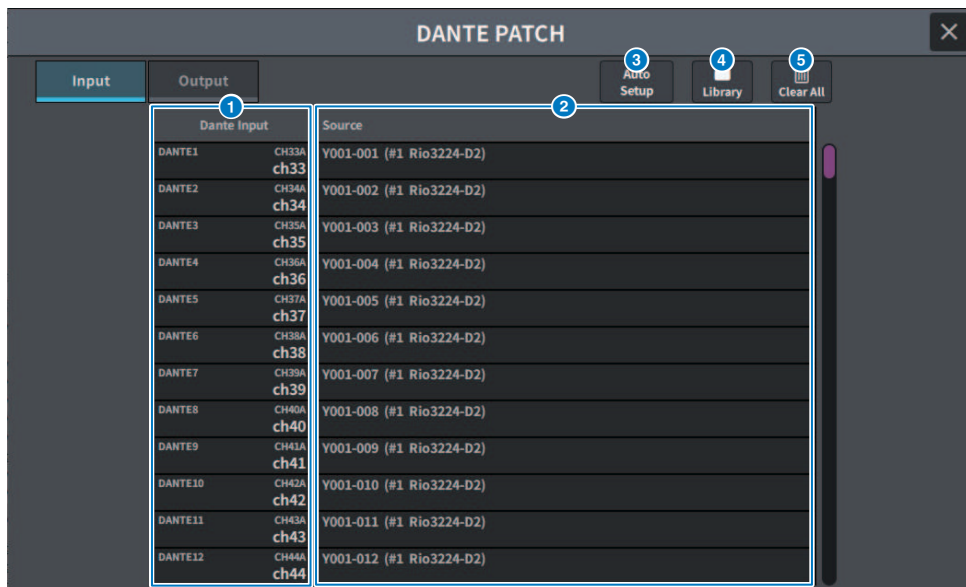 DANTE PATCH
Input
Output
3
Auto
Setup
4
Library
5
Clear All
1
Dante Input
2
Source
DANTE1 CH33A Y001-001 (#1 Rio3224-D2)
ch33
DANTE2 CH34A Y001-002 (#1 Rio3224-D2)
ch34
DANTE3 CH35A Y001-003 (#1 Rio3224-D2)
ch35
DANTE4 CH36A Y001-004 (#1 Rio3224-D2)
ch36
DANTE5 CH37A Y001-005 (#1 Rio3224-D2)
ch37
DANTE6 CH38A Y001-006 (#1 Rio3224-D2)
ch38
DANTE7 CH39A Y001-007 (#1 Rio3224-D2)
ch39
DANTE8 CH40A Y001-008 (#1 Rio3224-D2)
ch40
DANTE9 CH41A Y001-009 (#1 Rio3224-D2)
ch41
DANTE10 CH42A Y001-010 (#1 Rio3224-D2)
ch42
DANTE11 CH43A Y001-011 (#1 Rio3224-D2)
ch43
DANTE12 CH44A Y001-012 (#1 Rio3224-D2)
ch44